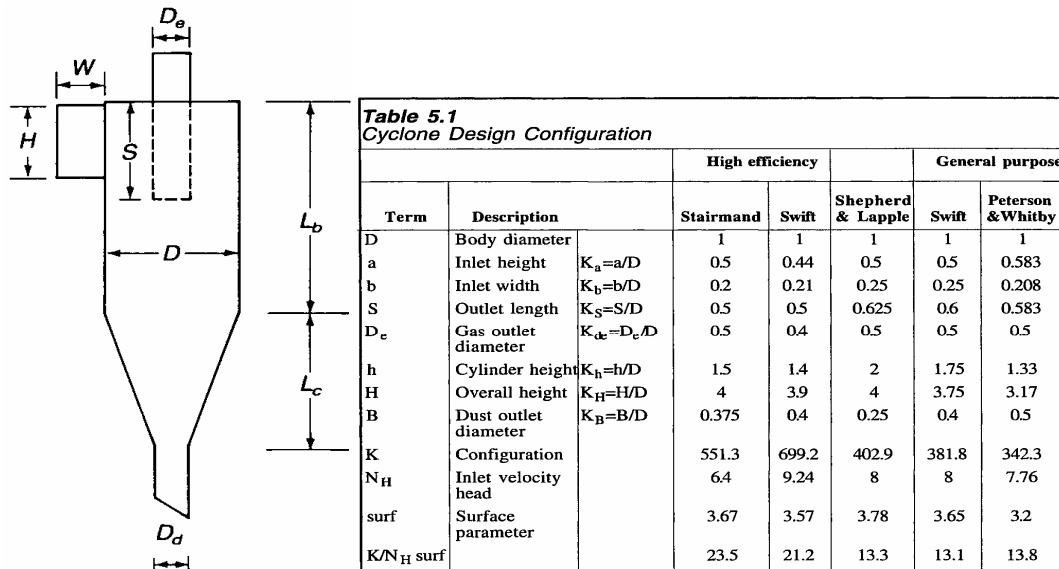 D_e
W
H
S
L_b
D
L_c
D_d
Table 5.1
Cyclone Design Configuration
High efficiency General purpose
Term Description Stairmand Swift Shepherd & Lapple Swift Peterson &Whitby
D Body diameter 1 1 1 1 1
a Inlet height K_a=a/D 0.5 0.44 0.5 0.5 0.583
b Inlet width K_b=b/D 0.2 0.21 0.25 0.25 0.208
S Outlet length K_S=S/D 0.5 0.5 0.625 0.6 0.583
D_e Gas outlet diameter K_de=D_e/D 0.5 0.4 0.5 0.5 0.5
h Cylinder height K_h=h/D 1.5 1.4 2 1.75 1.33
H Overall height K_H=H/D 4 3.9 4 3.75 3.17
B Dust outlet diameter K_B=B/D 0.375 0.4 0.25 0.4 0.5
K Configuration 551.3 699.2 402.9 381.8 342.3
N_H Inlet velocity head 6.4 9.24 8 8 7.76
surf Surface parameter 3.67 3.57 3.78 3.65 3.2
K/N_H surf 23.5 21.2 13.3 13.1 13.8